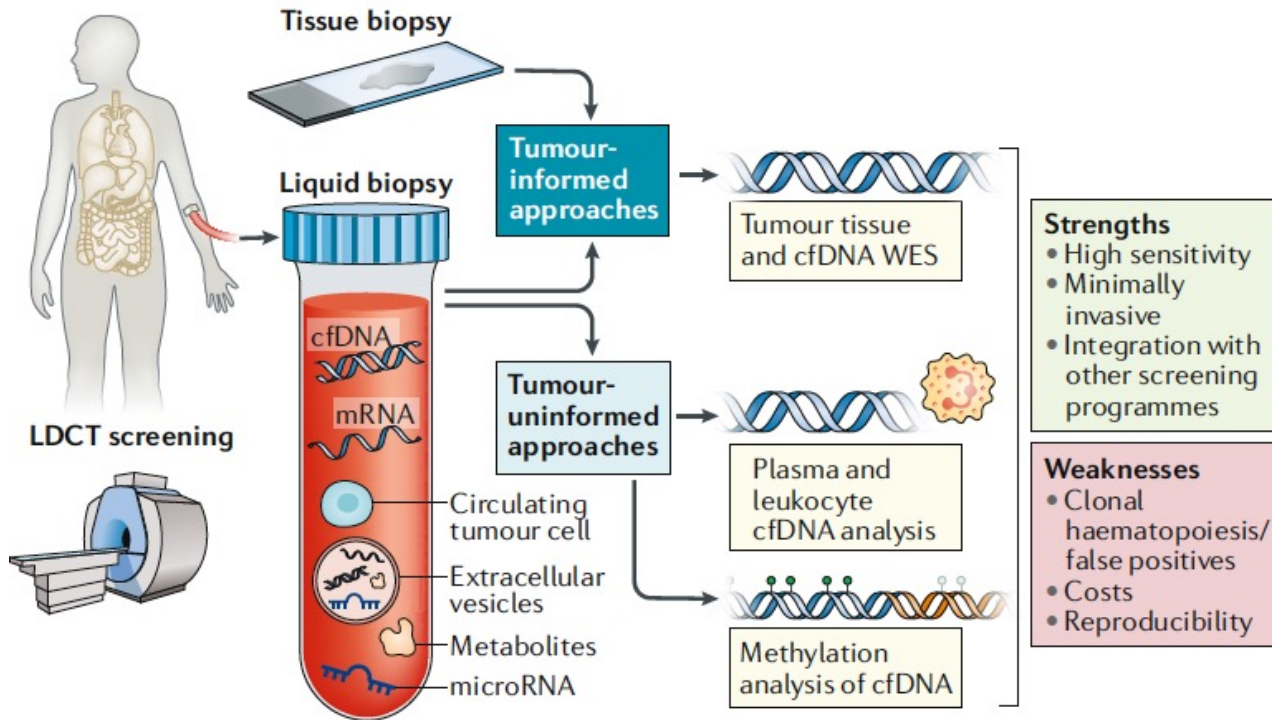 Tissue biopsy
Liquid biopsy
LDCT screening
cfDNA
mRNA
Circulating
tumour cell
Extracellular
vesicles
Metabolites
microRNA
Tumour-
informed
approaches
Tumour-
uninformed
approaches
Tumour tissue
and cfDNA WES
Plasma and
leukocyte
cfDNA analysis
Methylation
analysis of cfDNA
Strengths
• High sensitivity
• Minimally
invasive
• Integration with
other screening
programmes
Weaknesses
• Clonal
haematopoiesis/
false positives
• Costs
• Reproducibility